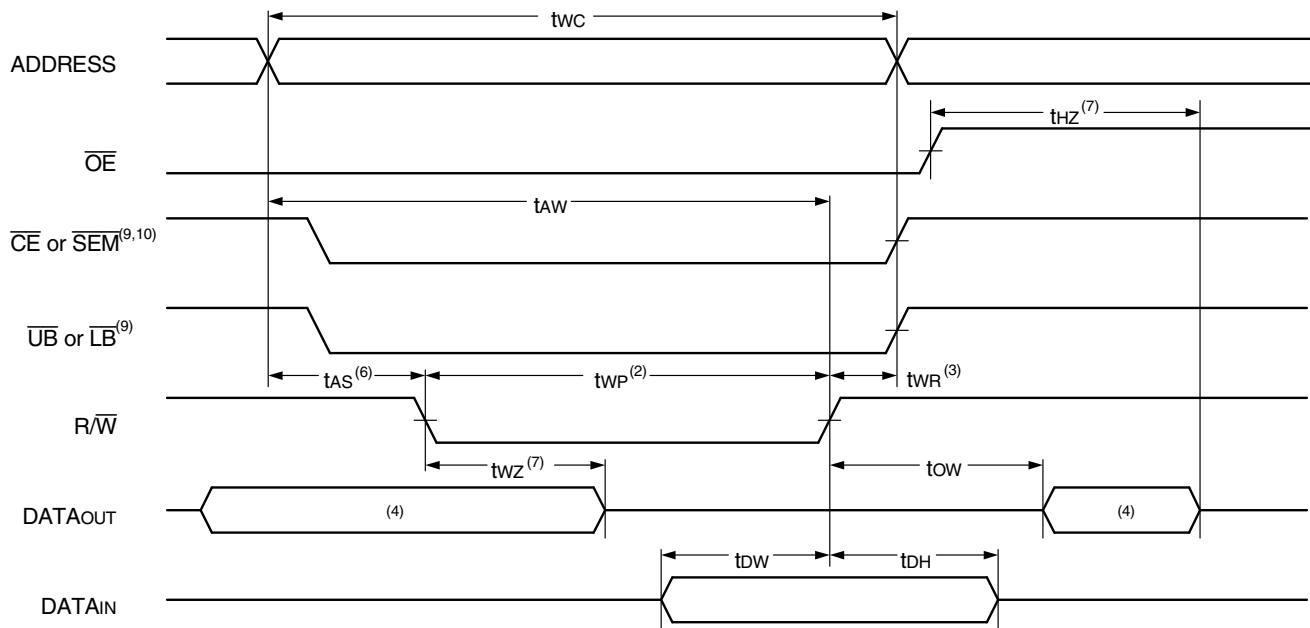 tWC
ADDRESS
tHZ(7)
OE
tAW
CE or SEM(9,10)
UB or LB(9)
tAS(6) tWP(2) tWR(3)
R/W
tWZ(7) tOW
DATAOUT (4) (4)
tDW tDH
DATAIN